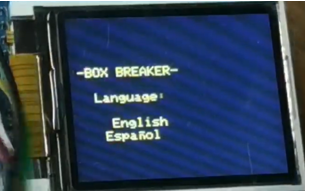 -BOX BREAKER-
Language:
English
Español